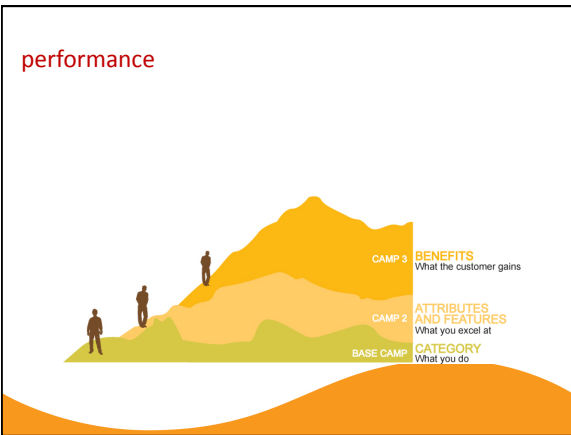 performance
CAMP 3
BENEFITS
What the customer gains
CAMP 2
ATTRIBUTES
AND FEATURES
What you excel at
BASE CAMP
CATEGORY
What you do